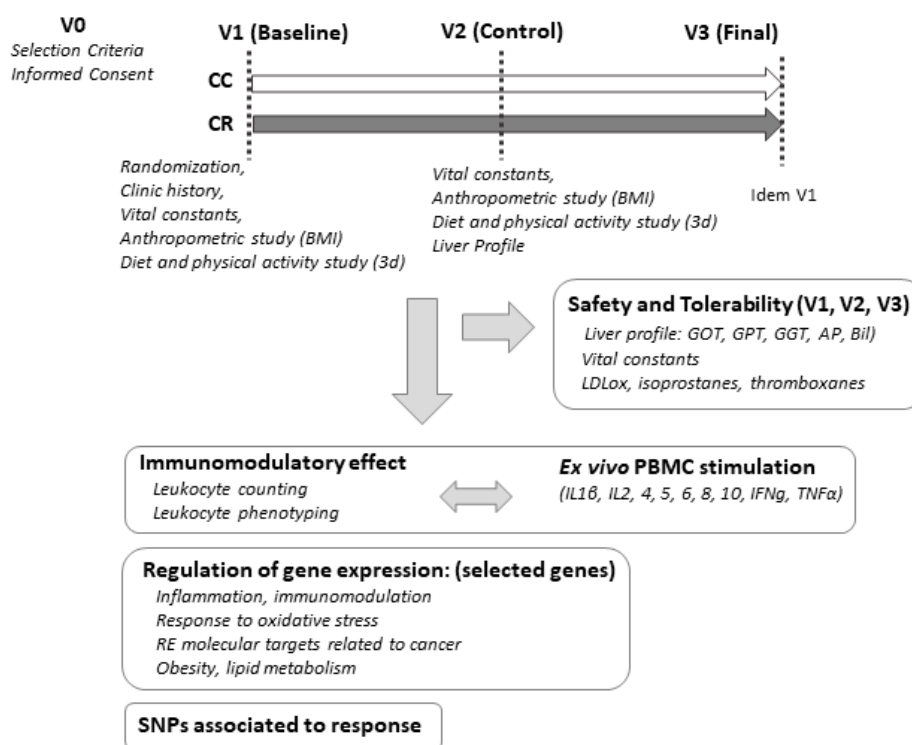 V0
Selection Criteria
Informed Consent
V1 (Baseline)
V2 (Control)
V3 (Final)
CC
CR
Randomization,
Clinic history,
Vital constants,
Anthropometric study (BMI)
Diet and physical activity study (3d)
Vital constants,
Anthropometric study (BMI)
Diet and physical activity study (3d)
Liver Profile
Idem V1
Safety and Tolerability (V1, V2, V3)
Liver profile: GOT, GPT, GGT, AP, Bil)
Vital constants
LDLox, isoprostanes, thromboxanes
Immunomodulatory effect
Leukocyte counting
Leukocyte phenotyping
Ex vivo PBMC stimulation
(IL1β, IL2, 4, 5, 6, 8, 10, IFNg, TNFα)
Regulation of gene expression: (selected genes)
Inflammation, immunomodulation
Response to oxidative stress
RE molecular targets related to cancer
Obesity, lipid metabolism
SNPs associated to response